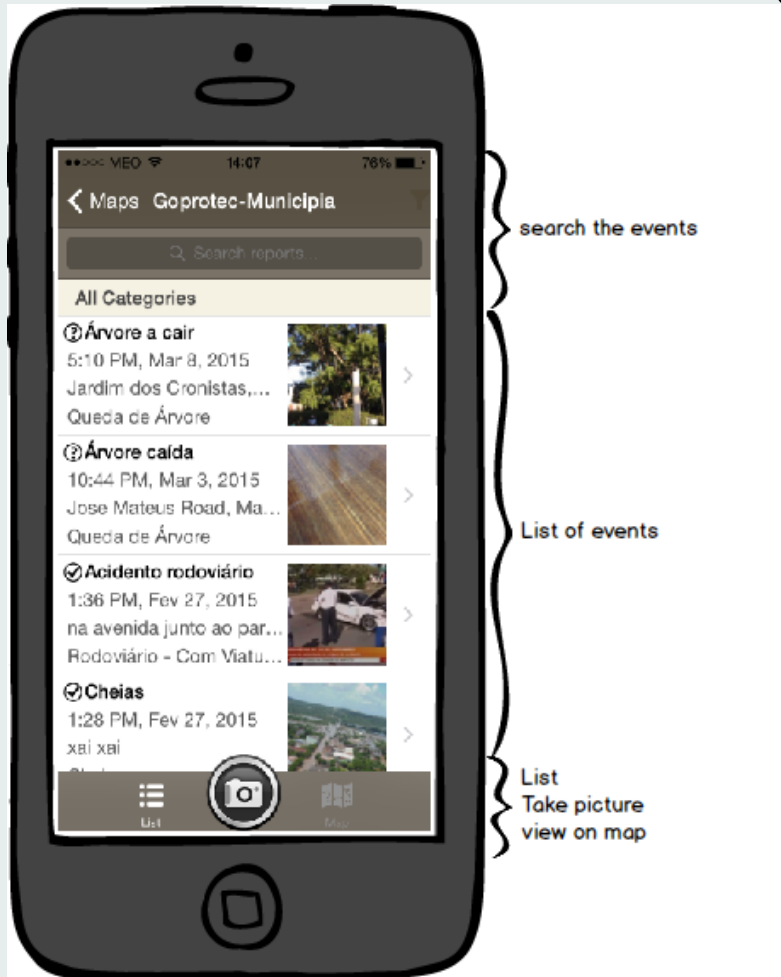 MEO 14:07 76%
Maps Goprotec-Municipia
Search reports...
search the events
All Categories
Árvore a cair
5:10 PM, Mar 8, 2015
Jardim dos Cronistas,...
Queda de Árvore
Árvore caída
10:44 PM, Mar 3, 2015
Jose Mateus Road, Ma...
Queda de Árvore
List of events
Acidento rodoviário
1:36 PM, Fev 27, 2015
na avenida junto ao par...
Rodoviário - Com Viatu...
Cheias
1:28 PM, Fev 27, 2015
xai xai
List
Map
List
Take picture
view on map